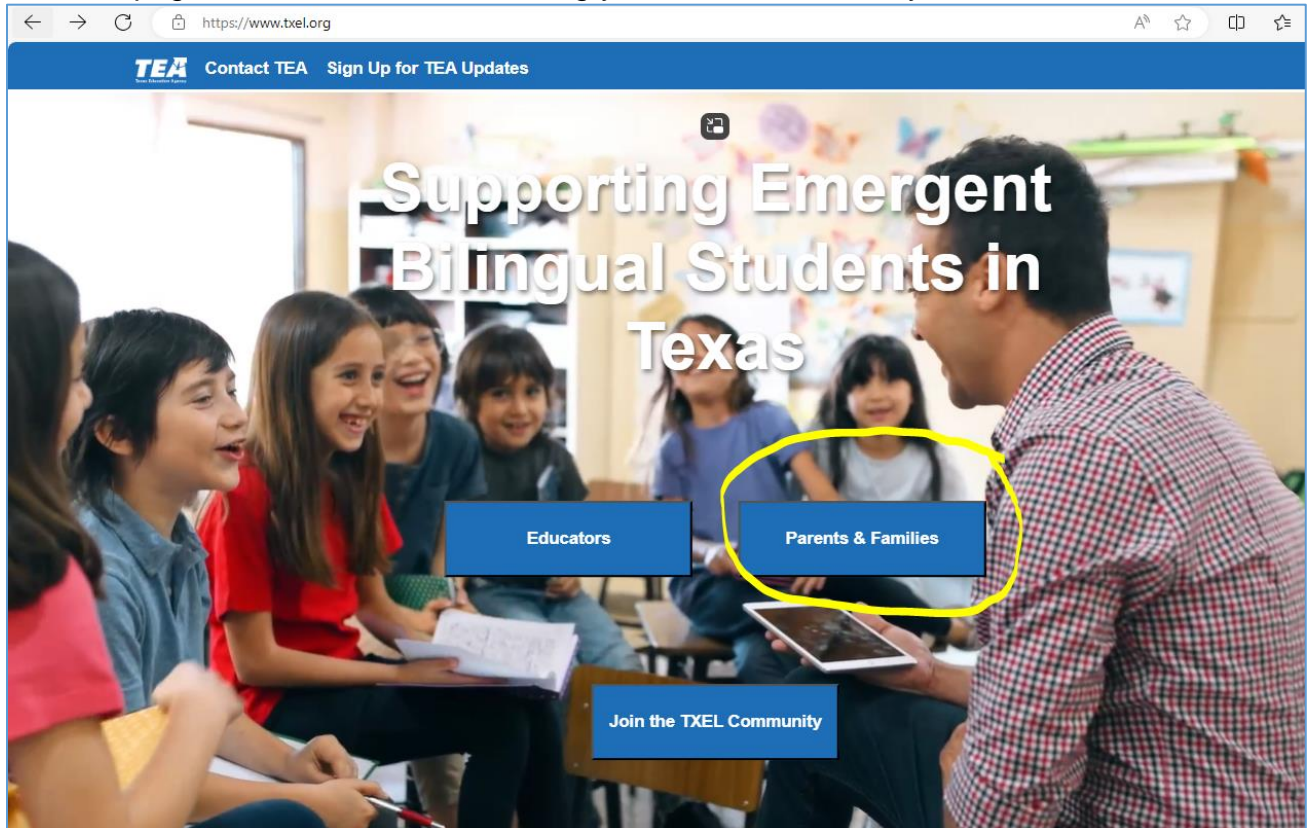 https://www.txel.org
TEA
Contact TEA Sign Up for TEA Updates
Supporting Emergent
Bilingual Students in
Texas
Educators
Parents & Families
Join the TXEL Community